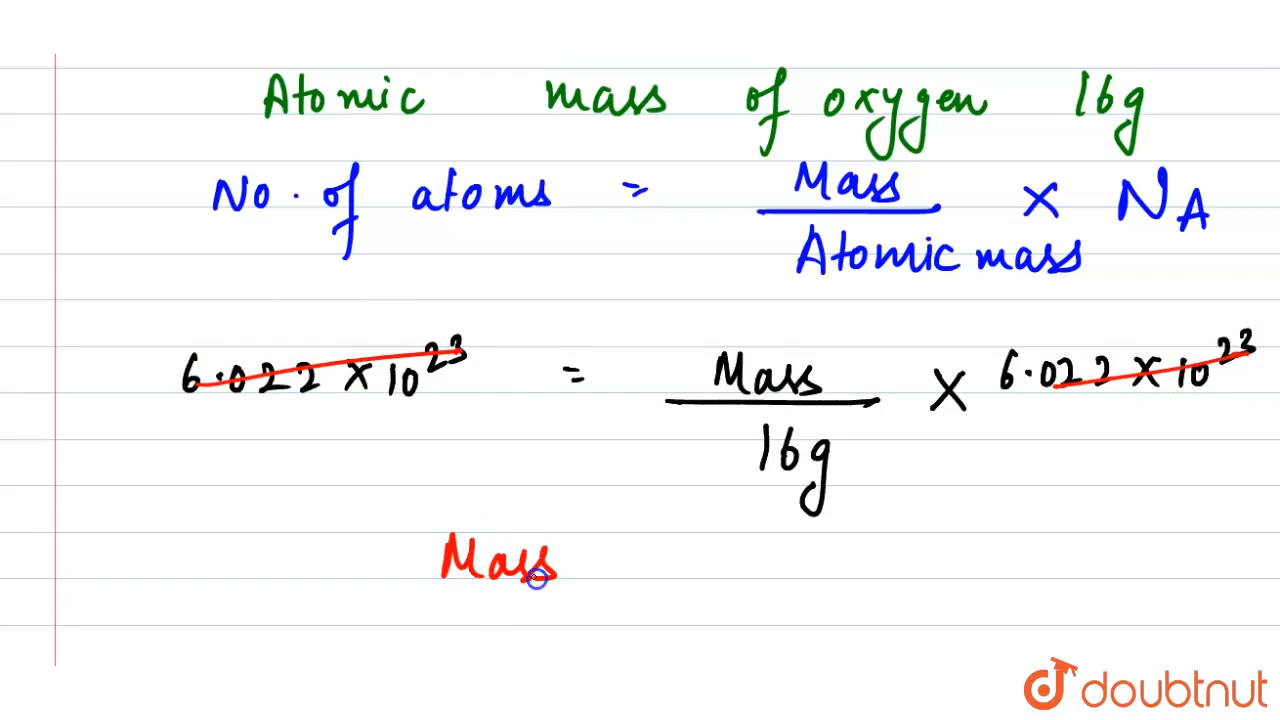 Atomic mass of oxygen 16g
No. of atoms = Mass / Atomic mass × NA
6.022 × 10^23 = Mass / 16g × 6.022 × 10^23
Mass
doubtnut